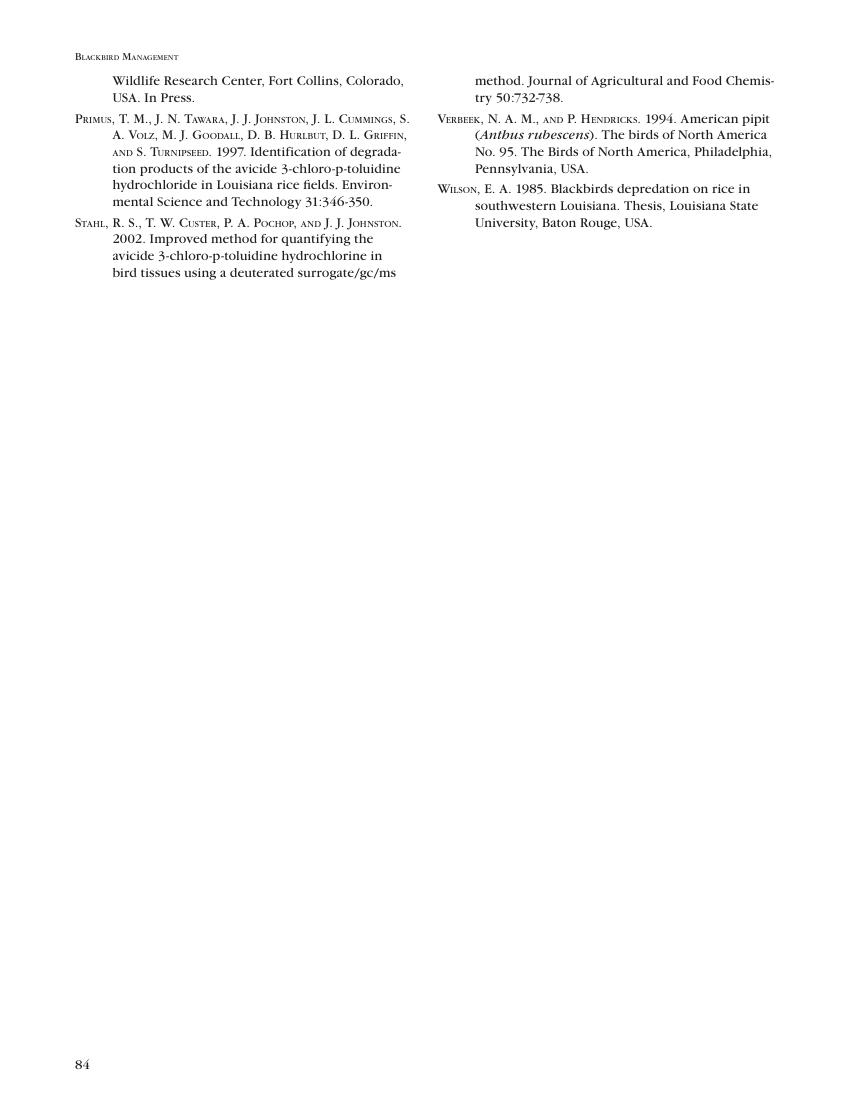 Blackbird Management
Wildlife Research Center, Fort Collins, Colorado,
USA. In Press.
Primus, T. M., J. N. Tawara, J. J. Johnston, J. L. Cummings, S.
A. Volz, M. J. Goodall, D. B. Hurlbut, D. L. Griffin,
and S. Turnipseed. 1997. Identification of degrada-
tion products of the avicide 3-chloro-p-toluidine
hydrochloride in Louisiana rice fields. Environ-
mental Science and Technology 31:346-350.
Stahl, R. S., T. W. Custer, P. A. Pochop, and J. J. Johnston.
2002. Improved method for quantifying the
avicide 3-chloro-p-toluidine hydrochlorine in
bird tissues using a deuterated surrogate/gc/ms
method. Journal of Agricultural and Food Chemis-
try 50:732-738.
Verbeek, N. A. M., and P. Hendricks. 1994. American pipit
(Anthus rubescens). The birds of North America
No. 95. The Birds of North America, Philadelphia,
Pennsylvania, USA.
Wilson, E. A. 1985. Blackbirds depredation on rice in
southwestern Louisiana. Thesis, Louisiana State
University, Baton Rouge, USA.
84